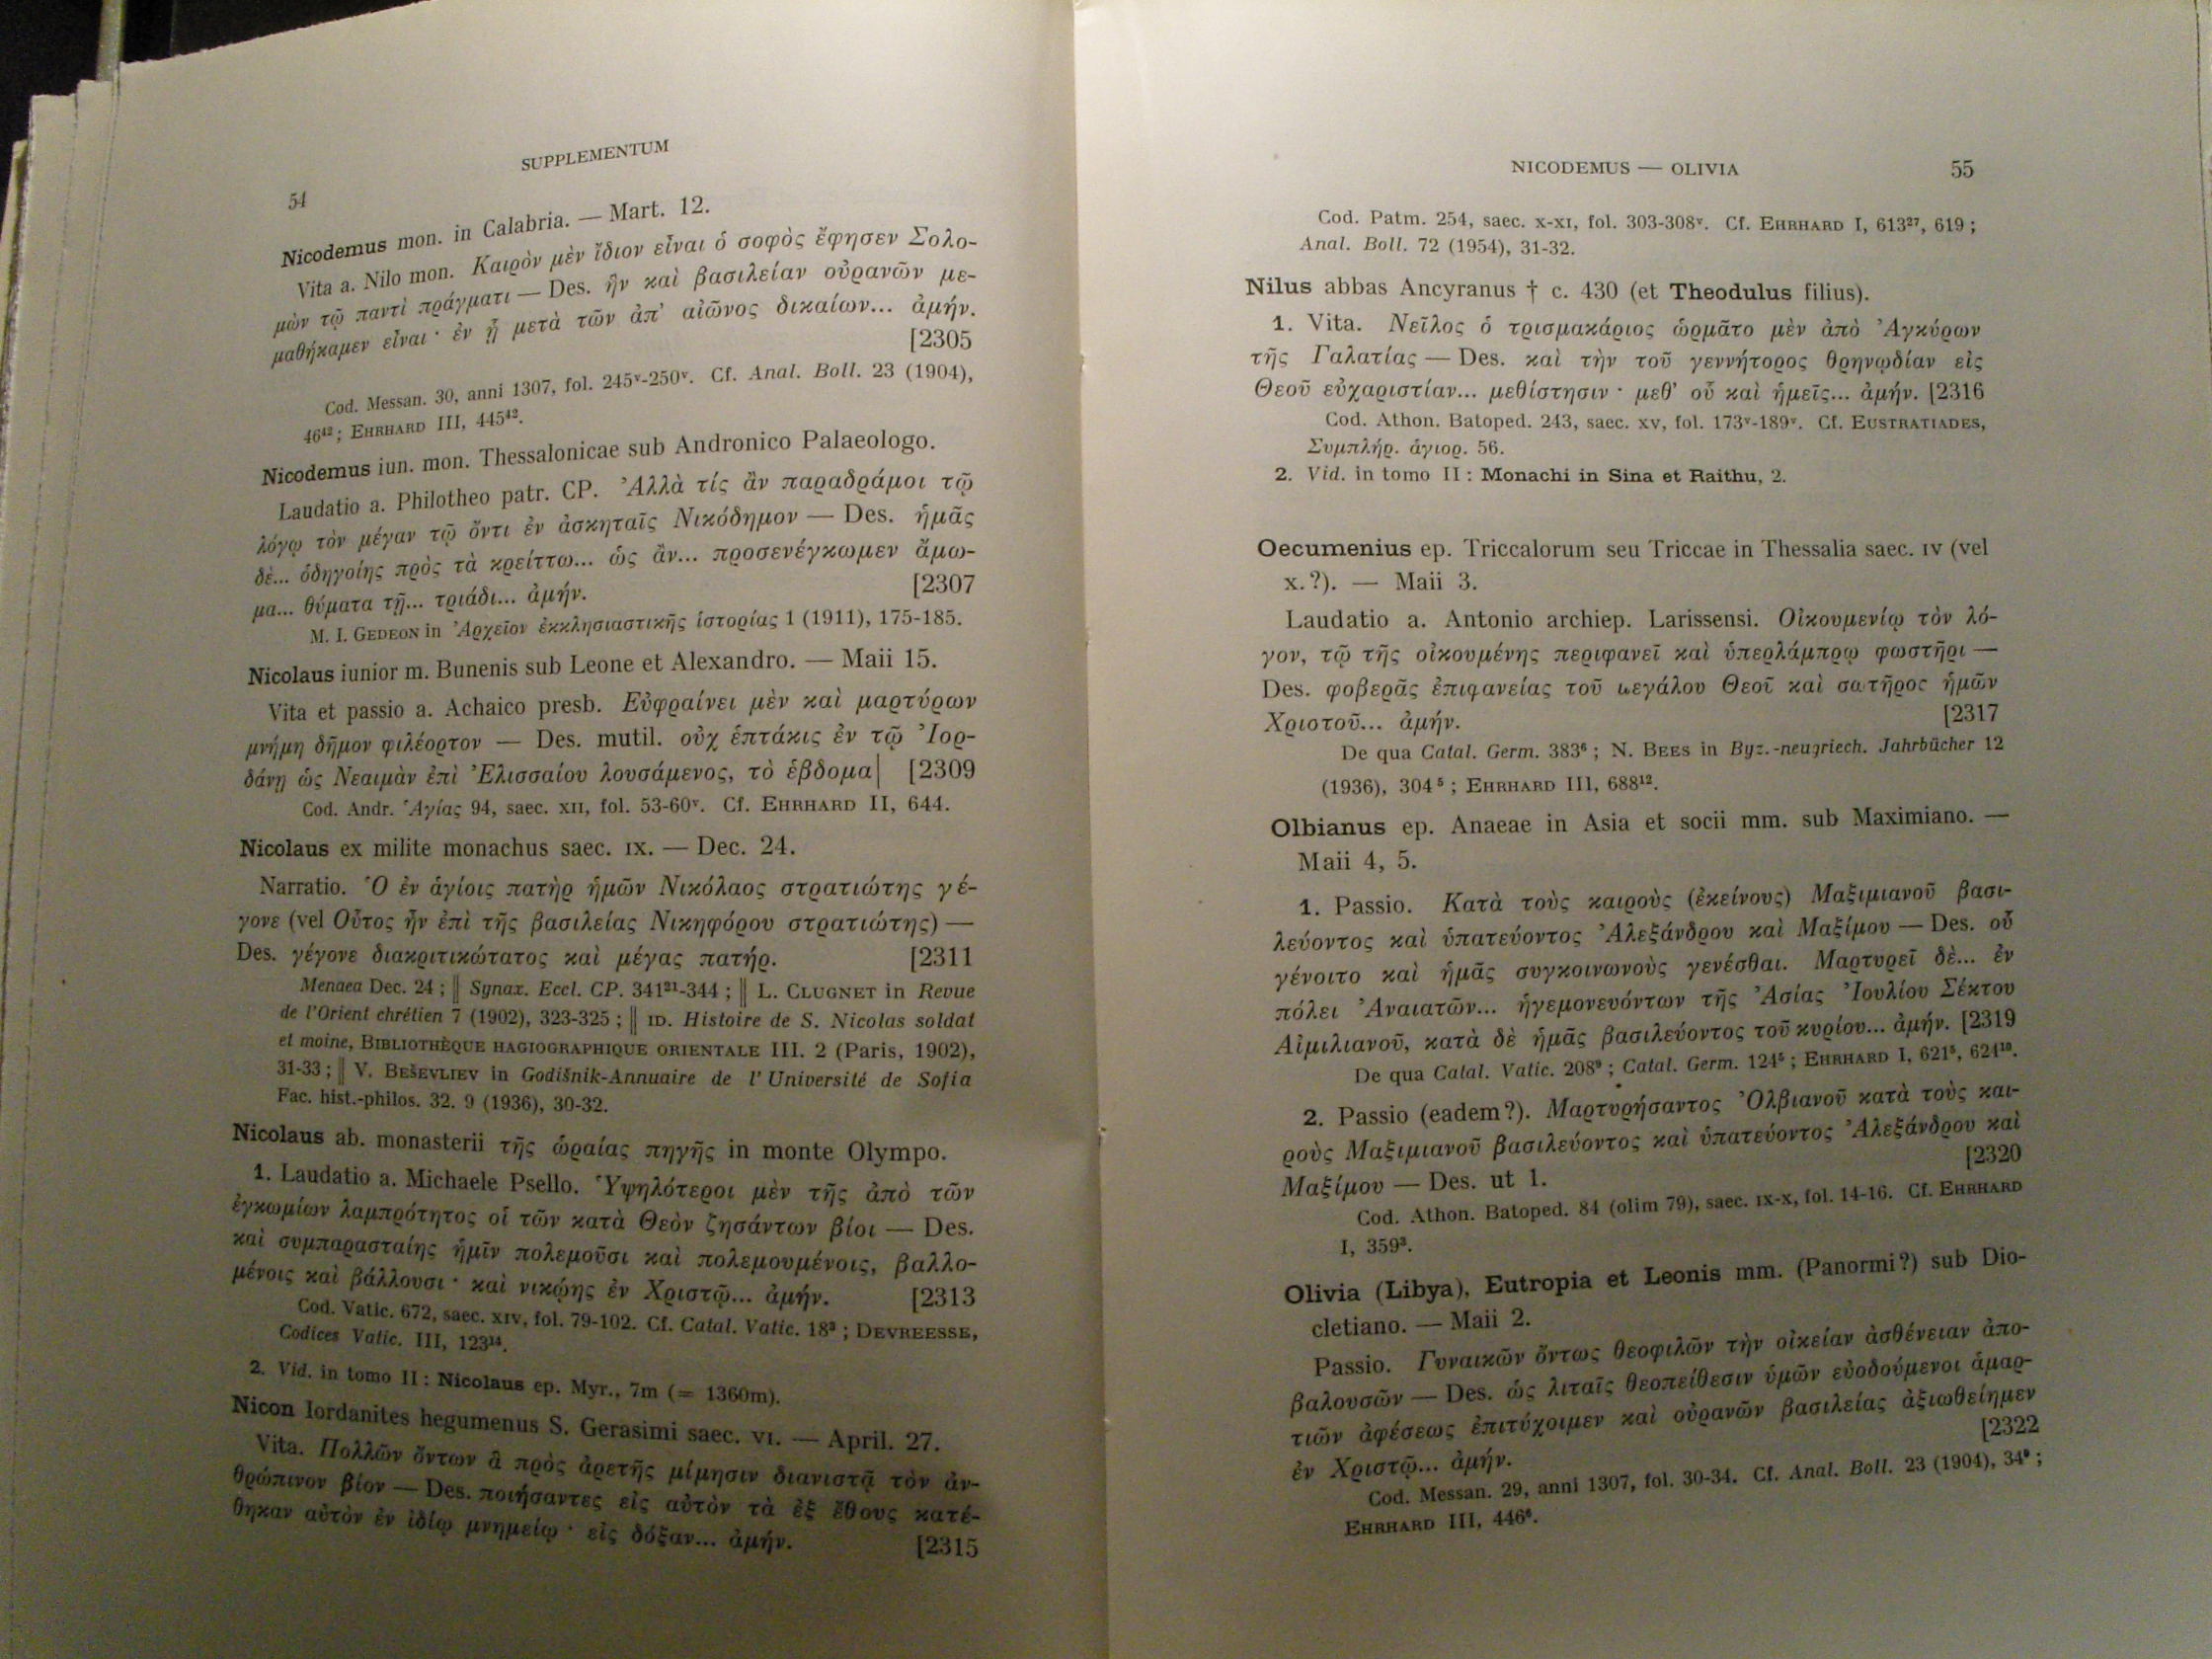 SUPPLEMENTUM
54
Nicodemus mon. in Calabria. — Mart. 12.
Vita a. Nilo mon. Καιρὸν μὲν ἴδιον εἶναι ὁ σοφὸς ἔφησεν Σολο-
μὼν τῷ παντὶ πράγματι — Des. ἣν καὶ βασιλείαν οὐρανῶν με-
μαθήκαμεν εἶναι · ἐν ᾗ μετὰ τῶν ἀπ’ αἰῶνος δικαίων... ἀμήν.
[2305
Cod. Messan. 30, anni 1307, fol. 245ᵛ-250ᵛ. Cf. Anal. Boll. 23 (1904),
46⁴²; EHRHARD III, 445⁴².
Nicodemus iun. mon. Thessalonicae sub Andronico Palaeologo.
Laudatio a. Philotheo patr. CP. Ἀλλὰ τίς ἂν παραδράμοι τῷ
λόγῳ τὸν μέγαν τῷ ὄντι ἐν ἀσκηταῖς Νικόδημον — Des. ἡμᾶς
δὲ... ὁδηγοίης πρὸς τὰ κρείττω... ὡς ἂν... προσενέγκωμεν ἄμω-
μα... θύματα τῇ... τριάδι... ἀμήν. [2307
M. I. GEDEON in Ἀρχεῖον ἐκκλησιαστικῆς ἱστορίας 1 (1911), 175-185.
Nicolaus iunior m. Bunenis sub Leone et Alexandro. — Maii 15.
Vita et passio a. Achaico presb. Εὐφραίνει μὲν καὶ μαρτύρων
μνήμη δῆμον φιλέορτον — Des. mutil. οὐχ ἑπτάκις ἐν τῷ Ἰορ-
δάνῃ ὡς Νεαιμὰν ἐπὶ Ἐλισσαίου λουσάμενος, τὸ ἑβδομα| [2309
Cod. Andr. Ἁγίας 94, saec. XII, fol. 53-60ᵛ. Cf. EHRHARD II, 644.
Nicolaus ex milite monachus saec. IX. — Dec. 24.
Narratio. Ὁ ἐν ἁγίοις πατὴρ ἡμῶν Νικόλαος στρατιώτης γέ-
γονε (vel Οὗτος ἦν ἐπὶ τῆς βασιλείας Νικηφόρου στρατιώτης) —
Des. γέγονε διακριτικώτατος καὶ μέγας πατήρ. [2311
Menaea Dec. 24 ; || Synax. Eccl. CP. 341²¹-344 ; || L. CLUGNET in Revue
de l'Orient chrétien 7 (1902), 323-325 ; || ID. Histoire de S. Nicolas soldat
et moine, BIBLIOTHÈQUE HAGIOGRAPHIQUE ORIENTALE III. 2 (Paris, 1902),
31-33 ; || V. BEŠEVLIEV in Godišnik-Annuaire de l' Université de Sofia
Fac. hist.-philos. 32. 9 (1936), 30-32.
Nicolaus ab. monasterii τῆς ὡραίας πηγῆς in monte Olympo.
1. Laudatio a. Michaele Psello. Ὑψηλότεροι μὲν τῆς ἀπὸ τῶν
ἐγκωμίων λαμπρότητος οἱ τῶν κατὰ Θεὸν ζησάντων βίοι — Des.
καὶ συμπαρασταίης ἡμῖν πολεμοῦσι καὶ πολεμουμένοις, βαλλο-
μένοις καὶ βάλλουσι · καὶ νικῴης ἐν Χριστῷ... ἀμήν. [2313
Cod. Vatic. 672, saec. XIV, fol. 79-102. Cf. Catal. Vatic. 18³ ; DEVREESSE,
Codices Vatic. III, 123¹⁴.
2. Vid. in tomo II : Nicolaus ep. Myr., 7m (= 1360m).
Nicon Iordanites hegumenus S. Gerasimi saec. VI. — April. 27.
Vita. Πολλῶν ὄντων ἃ πρὸς ἀρετῆς μίμησιν διανιστᾷ τὸν ἀν-
θρώπινον βίον — Des. ποιήσαντες εἰς αὐτὸν τὰ ἐξ ἔθους κατέ-
θηκαν αὐτὸν ἐν ἰδίῳ μνημείῳ · εἰς δόξαν... ἀμήν. [2315
NICODEMUS — OLIVIA 55
Cod. Patm. 254, saec. X-XI, fol. 303-308ᵛ. Cf. EHRHARD I, 613²⁷, 619 ;
Anal. Boll. 72 (1954), 31-32.
Nilus abbas Ancyranus † c. 430 (et Theodulus filius).
1. Vita. Νεῖλος ὁ τρισμακάριος ὡρμᾶτο μὲν ἀπὸ Ἀγκύρων
τῆς Γαλατίας — Des. καὶ τὴν τοῦ γεννήτορος θρηνῳδίαν εἰς
Θεοῦ εὐχαριστίαν... μεθίστησιν · μεθ’ οὗ καὶ ἡμεῖς... ἀμήν. [2316
Cod. Athon. Batoped. 243, saec. XV, fol. 173ᵛ-189ᵛ. Cf. EUSTRATIADES,
Συμπλήρ. ἁγιορ. 56.
2. Vid. in tomo II : Monachi in Sina et Raithu, 2.
Oecumenius ep. Triccalorum seu Triccae in Thessalia saec. IV (vel
X. ?). — Maii 3.
Laudatio a. Antonio archiep. Larissensi. Οἰκουμενίῳ τὸν λό-
γον, τῷ τῆς οἰκουμένης περιφανεῖ καὶ ὑπερλάμπρῳ φωστῆρι —
Des. φοβερᾶς ἐπιφανείας τοῦ μεγάλου Θεοῦ καὶ σωτῆρος ἡμῶν
Χριστοῦ... ἀμήν. [2317
De qua Catal. Germ. 383⁶ ; N. BEES in Byz.-neugriech. Jahrbücher 12
(1936), 304⁵ ; EHRHARD III, 688¹².
Olbianus ep. Anaeae in Asia et socii mm. sub Maximiano. —
Maii 4, 5.
1. Passio. Κατὰ τοὺς καιροὺς (ἐκείνους) Μαξιμιανοῦ βασι-
λεύοντος καὶ ὑπατεύοντος Ἀλεξάνδρου καὶ Μαξίμου — Des. οὗ
γένοιτο καὶ ἡμᾶς συγκοινωνοὺς γενέσθαι. Μαρτυρεῖ δὲ... ἐν
πόλει Ἀναιατῶν... ἡγεμονευόντων τῆς Ἀσίας Ἰουλίου Σέκτου
Αἰμιλιανοῦ, κατὰ δὲ ἡμᾶς βασιλεύοντος τοῦ κυρίου... ἀμήν. [2319
De qua Catal. Vatic. 208⁹ ; Catal. Germ. 124⁵ ; EHRHARD I, 621⁵, 624¹⁰.
2. Passio (eadem ?). Μαρτυρήσαντος Ὀλβιανοῦ κατὰ τοὺς και-
ροὺς Μαξιμιανοῦ βασιλεύοντος καὶ ὑπατεύοντος Ἀλεξάνδρου καὶ
Μαξίμου — Des. ut 1. [2320
Cod. Athon. Batoped. 84 (olim 79), saec. IX-X, fol. 14-16. Cf. EHRHARD
I, 359³.
Olivia (Libya), Eutropia et Leonis mm. (Panormi ?) sub Dio-
cletiano. — Maii 2.
Passio. Γυναικῶν ὄντως θεοφιλῶν τὴν οἰκείαν ἀσθένειαν ἀπο-
βαλουσῶν — Des. ὡς λιταῖς θεοπείθεσιν ὑμῶν εὐοδούμενοι ἁμαρ-
τιῶν ἀφέσεως ἐπιτύχοιμεν καὶ οὐρανῶν βασιλείας ἀξιωθείημεν
ἐν Χριστῷ... ἀμήν. [2322
Cod. Messan. 29, anni 1307, fol. 30-34. Cf. Anal. Boll. 23 (1904), 34⁹ ;
EHRHARD III, 446⁶.